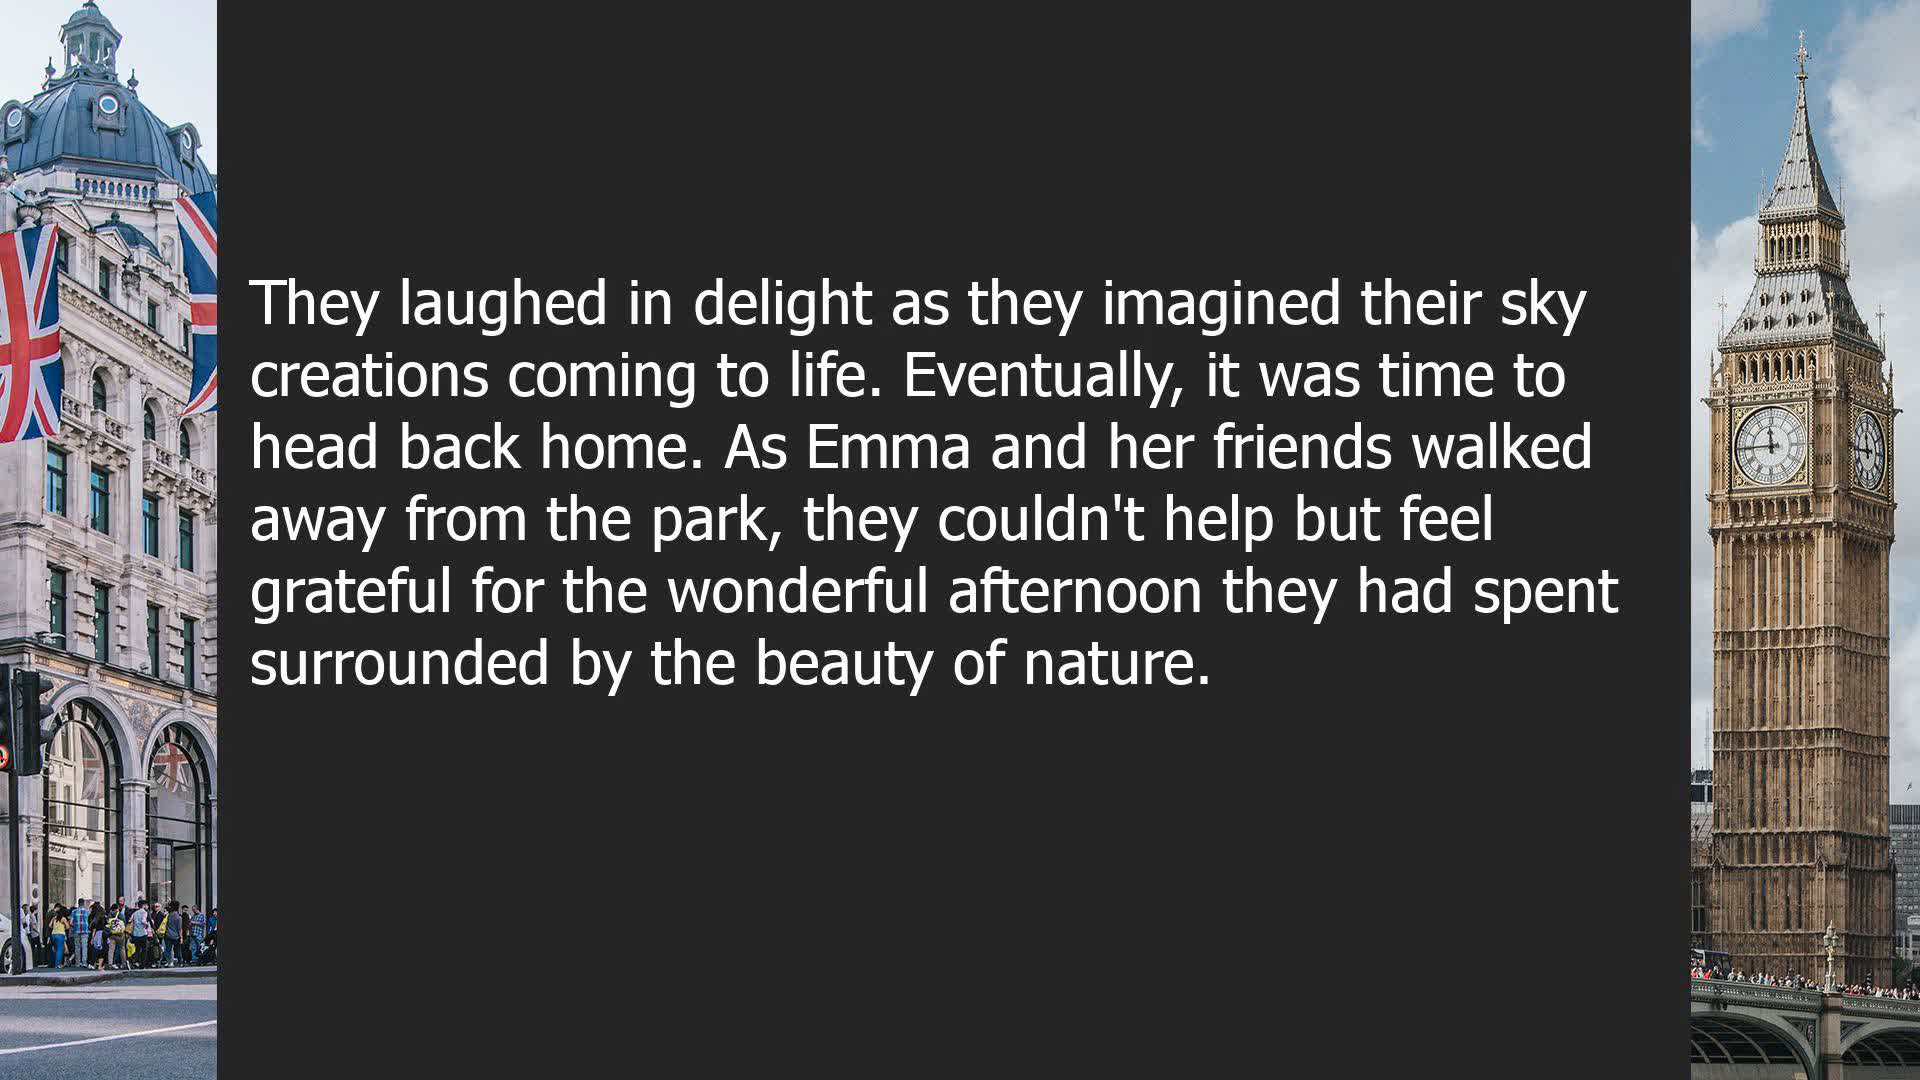 They laughed in delight as they imagined their sky
creations coming to life. Eventually, it was time to
head back home. As Emma and her friends walked
away from the park, they couldn't help but feel
grateful for the wonderful afternoon they had spent
surrounded by the beauty of nature.